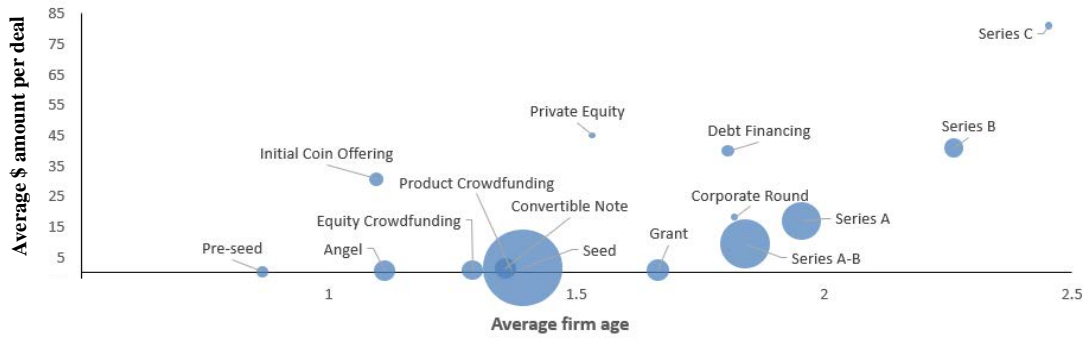 Average $ amount per deal
85
75
65
55
45
35
25
15
5
Series C
Private Equity
Debt Financing
Series B
Initial Coin Offering
Product Crowdfunding
Corporate Round
Convertible Note
Equity Crowdfunding
Series A
Grant
Pre-seed
Angel
Seed
Series A-B
1
1.5
2
2.5
Average firm age